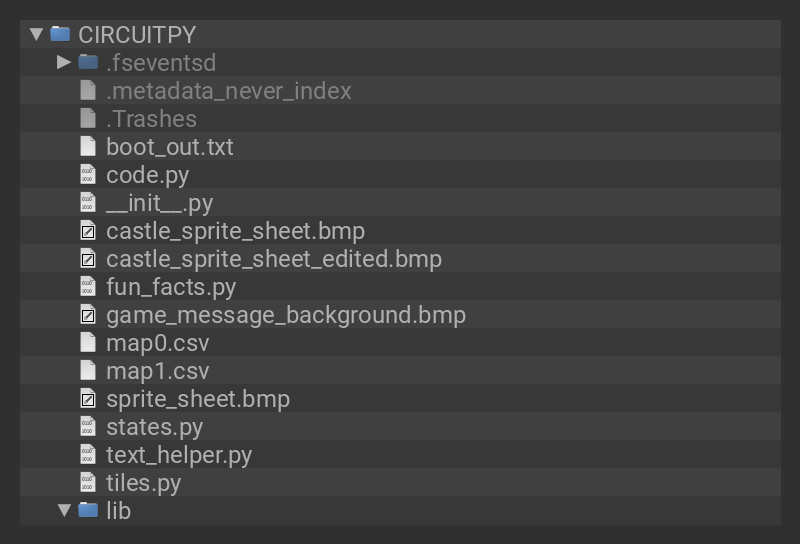 CIRCUITPY
.fseventsd
.metadata_never_index
.Trashes
boot_out.txt
code.py
__init__.py
castle_sprite_sheet.bmp
castle_sprite_sheet_edited.bmp
fun_facts.py
game_message_background.bmp
map0.csv
map1.csv
sprite_sheet.bmp
states.py
text_helper.py
tiles.py
lib